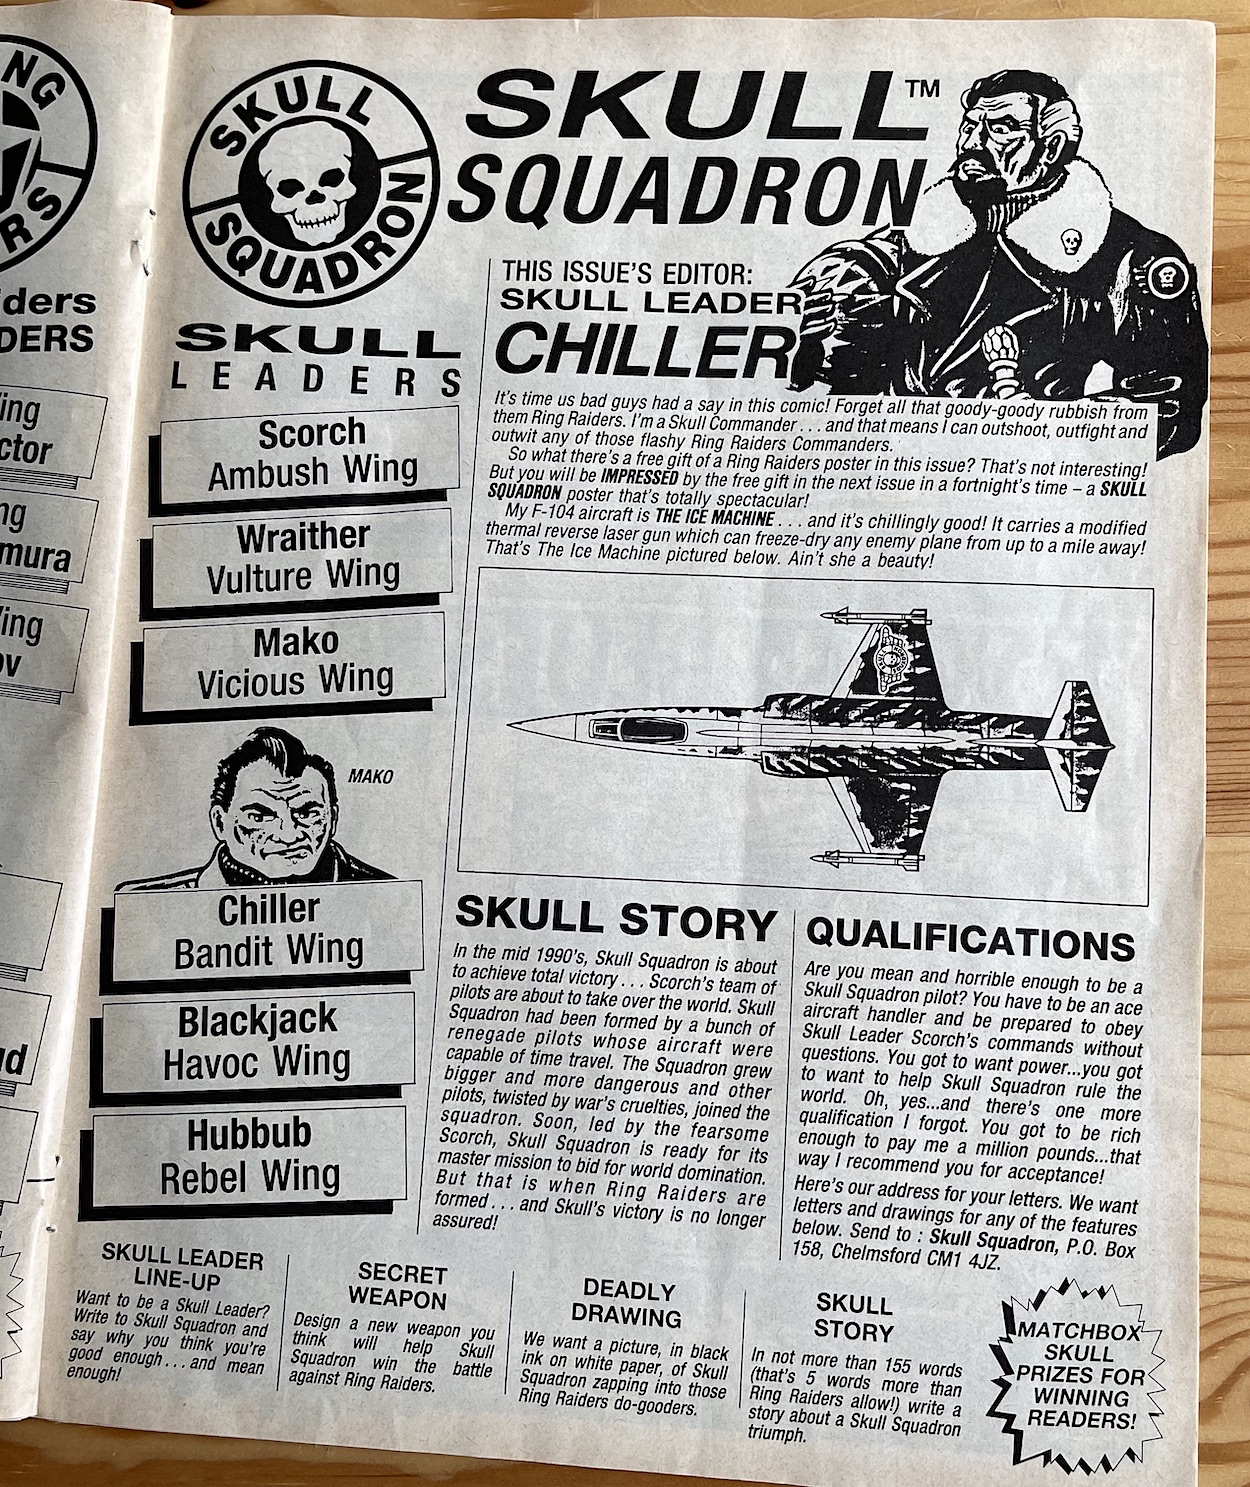 NG
RS
ders
DERS
ing
ctor
ng
mura
ing
ov
ud
SKULL
SQUADRON
SKULL
LEADERS
Scorch
Ambush Wing
Wraither
Vulture Wing
Mako
Vicious Wing
MAKO
Chiller
Bandit Wing
Blackjack
Havoc Wing
Hubbub
Rebel Wing
SKULL™
SQUADRON
THIS ISSUE'S EDITOR:
SKULL LEADER
CHILLER
It's time us bad guys had a say in this comic! Forget all that goody-goody rubbish from
them Ring Raiders. I'm a Skull Commander . . . and that means I can outshoot, outfight and
outwit any of those flashy Ring Raiders Commanders.
So what there's a free gift of a Ring Raiders poster in this issue? That's not interesting!
But you will be IMPRESSED by the free gift in the next issue in a fortnight's time – a SKULL
SQUADRON poster that's totally spectacular!
My F-104 aircraft is THE ICE MACHINE . . . and it's chillingly good! It carries a modified
thermal reverse laser gun which can freeze-dry any enemy plane from up to a mile away!
That's The Ice Machine pictured below. Ain't she a beauty!
SKULL STORY
In the mid 1990's, Skull Squadron is about
to achieve total victory . . . Scorch's team of
pilots are about to take over the world. Skull
Squadron had been formed by a bunch of
renegade pilots whose aircraft were
capable of time travel. The Squadron grew
bigger and more dangerous and other
pilots, twisted by war's cruelties, joined the
squadron. Soon, led by the fearsome
Scorch, Skull Squadron is ready for its
master mission to bid for world domination.
But that is when Ring Raiders are
formed . . . and Skull's victory is no longer
assured!
QUALIFICATIONS
Are you mean and horrible enough to be a
Skull Squadron pilot? You have to be an ace
aircraft handler and be prepared to obey
Skull Leader Scorch's commands without
questions. You got to want power...you got
to want to help Skull Squadron rule the
world. Oh, yes...and there's one more
qualification I forgot. You got to be rich
enough to pay me a million pounds...that
way I recommend you for acceptance!
Here's our address for your letters. We want
letters and drawings for any of the features
below. Send to : Skull Squadron, P.O. Box
158, Chelmsford CM1 4JZ.
SKULL LEADER
LINE-UP
Want to be a Skull Leader?
Write to Skull Squadron and
say why you think you're
good enough . . . and mean
enough!
SECRET
WEAPON
Design a new weapon you
think will help Skull
Squadron win the battle
against Ring Raiders.
DEADLY
DRAWING
We want a picture, in black
ink on white paper, of Skull
Squadron zapping into those
Ring Raiders do-gooders.
SKULL
STORY
In not more than 155 words
(that's 5 words more than
Ring Raiders allow!) write a
story about a Skull Squadron
triumph.
MATCHBOX
SKULL
PRIZES FOR
WINNING
READERS!